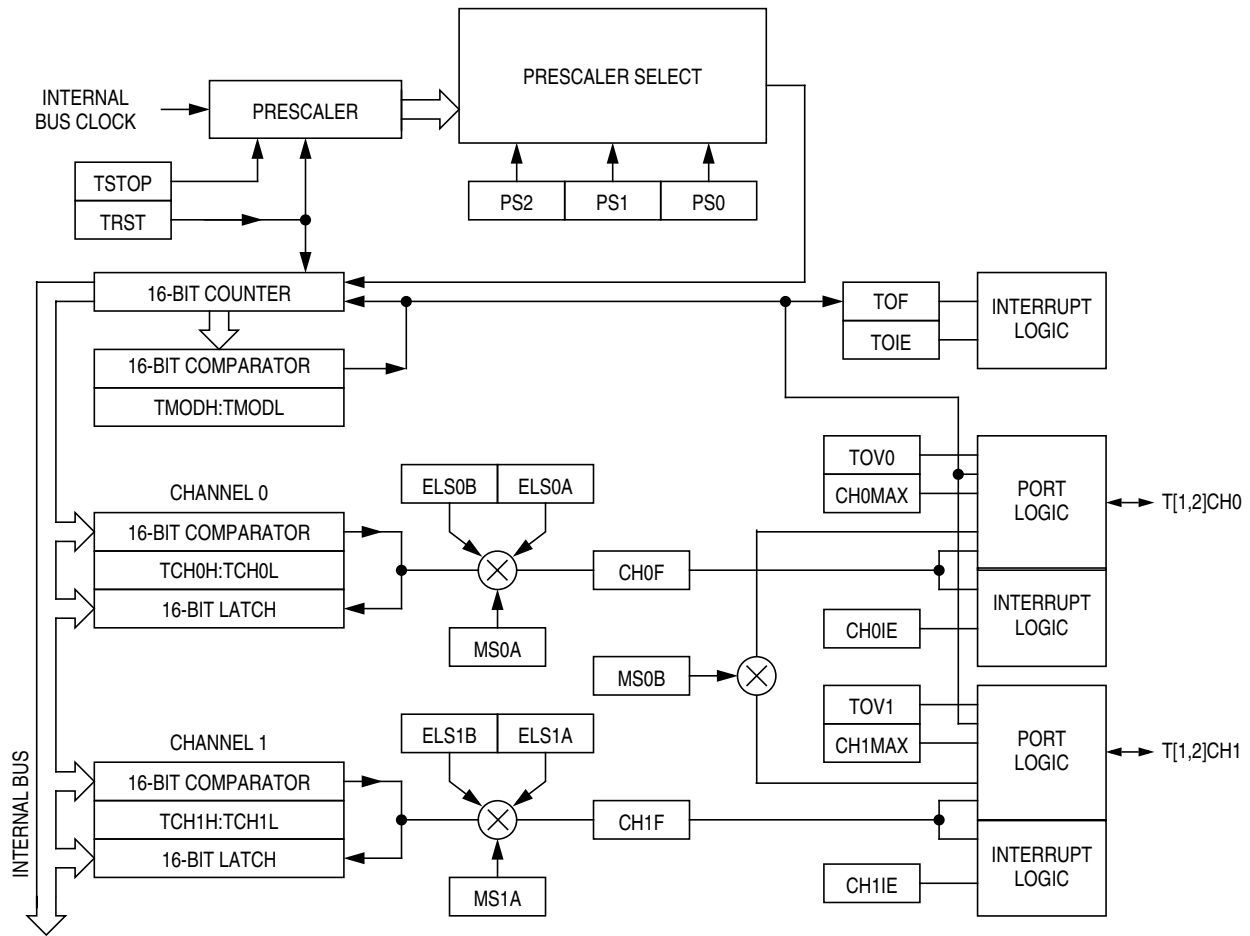 PRESCALER SELECT
INTERNAL
BUS CLOCK
PRESCALER
TSTOP
TRST
PS2
PS1
PS0
16-BIT COUNTER
16-BIT COMPARATOR
TMODH:TMODL
TOF
TOIE
INTERRUPT
LOGIC
CHANNEL 0
16-BIT COMPARATOR
TCH0H:TCH0L
16-BIT LATCH
ELS0B
ELS0A
MS0A
CH0F
TOV0
CH0MAX
PORT
LOGIC
T[1,2]CH0
CH0IE
INTERRUPT
LOGIC
MS0B
CHANNEL 1
16-BIT COMPARATOR
TCH1H:TCH1L
16-BIT LATCH
ELS1B
ELS1A
MS1A
CH1F
TOV1
CH1MAX
PORT
LOGIC
T[1,2]CH1
CH1IE
INTERRUPT
LOGIC
INTERNAL BUS